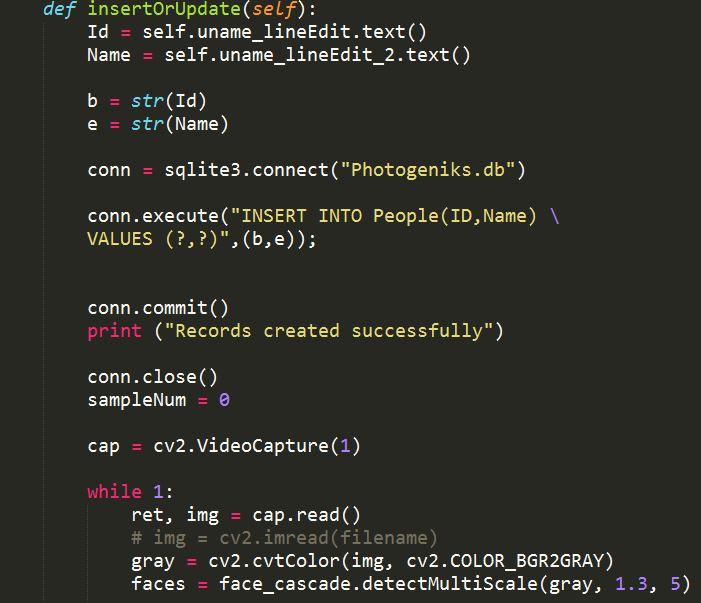 def insertOrUpdate(self):
Id = self.uname_lineEdit.text()
Name = self.uname_lineEdit_2.text()
b = str(Id)
e = str(Name)
conn = sqlite3.connect("Photogeniks.db")
conn.execute("INSERT INTO People(ID,Name) \
VALUES (?,?)",(b,e));
conn.commit()
print ("Records created successfully")
conn.close()
sampleNum = 0
cap = cv2.VideoCapture(1)
while 1:
ret, img = cap.read()
# img = cv2.imread(filename)
gray = cv2.cvtColor(img, cv2.COLOR_BGR2GRAY)
faces = face_cascade.detectMultiScale(gray, 1.3, 5)